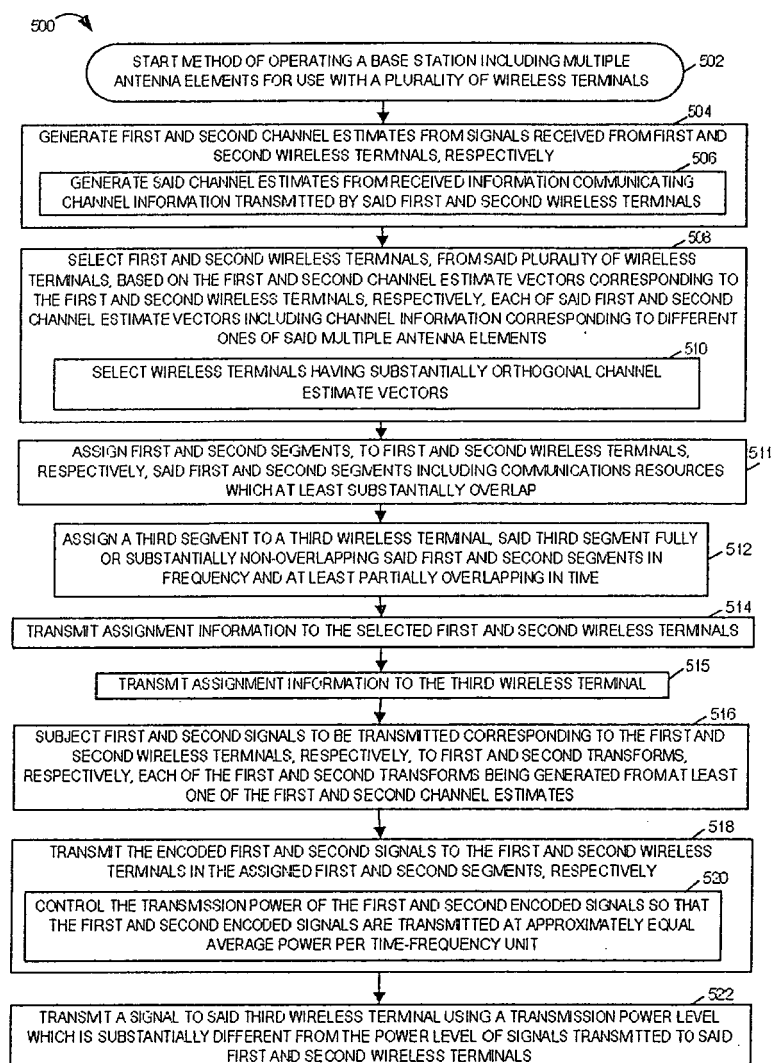 500
START METHOD OF OPERATING A BASE STATION INCLUDING MULTIPLE
ANTENNA ELEMENTS FOR USE WITH A PLURALITY OF WIRELESS TERMINALS
502
504
GENERATE FIRST AND SECOND CHANNEL ESTIMATES FROM SIGNALS RECEIVED FROM FIRST AND
SECOND WIRELESS TERMINALS, RESPECTIVELY
506
GENERATE SAID CHANNEL ESTIMATES FROM RECEIVED INFORMATION COMMUNICATING
CHANNEL INFORMATION TRANSMITTED BY SAID FIRST AND SECOND WIRELESS TERMINALS
508
SELECT FIRST AND SECOND WIRELESS TERMINALS, FROM SAID PLURALITY OF WIRELESS
TERMINALS, BASED ON THE FIRST AND SECOND CHANNEL ESTIMATE VECTORS CORRESPONDING TO
THE FIRST AND SECOND WIRELESS TERMINALS, RESPECTIVELY, EACH OF SAID FIRST AND SECOND
CHANNEL ESTIMATE VECTORS INCLUDING CHANNEL INFORMATION CORRESPONDING TO DIFFERENT
ONES OF SAID MULTIPLE ANTENNA ELEMENTS
510
SELECT WIRELESS TERMINALS HAVING SUBSTANTIALLY ORTHOGONAL CHANNEL
ESTIMATE VECTORS
511
ASSIGN FIRST AND SECOND SEGMENTS, TO FIRST AND SECOND WIRELESS TERMINALS,
RESPECTIVELY, SAID FIRST AND SECOND SEGMENTS INCLUDING COMMUNICATIONS RESOURCES
WHICH AT LEAST SUBSTANTIALLY OVERLAP
ASSIGN A THIRD SEGMENT TO A THIRD WIRELESS TERMINAL, SAID THIRD SEGMENT FULLY
OR SUBSTANTIALLY NON-OVERLAPPING SAID FIRST AND SECOND SEGMENTS IN
FREQUENCY AND AT LEAST PARTIALLY OVERLAPPING IN TIME
512
514
TRANSMIT ASSIGNMENT INFORMATION TO THE SELECTED FIRST AND SECOND WIRELESS TERMINALS
515
TRANSMIT ASSIGNMENT INFORMATION TO THE THIRD WIRELESS TERMINAL
516
SUBJECT FIRST AND SECOND SIGNALS TO BE TRANSMITTED CORRESPONDING TO THE FIRST AND
SECOND WIRELESS TERMINALS, RESPECTIVELY, TO FIRST AND SECOND TRANSFORMS,
RESPECTIVELY, EACH OF THE FIRST AND SECOND TRANSFORMS BEING GENERATED FROM AT LEAST
ONE OF THE FIRST AND SECOND CHANNEL ESTIMATES
518
TRANSMIT THE ENCODED FIRST AND SECOND SIGNALS TO THE FIRST AND SECOND WIRELESS
TERMINALS IN THE ASSIGNED FIRST AND SECOND SEGMENTS, RESPECTIVELY
520
CONTROL THE TRANSMISSION POWER OF THE FIRST AND SECOND ENCODED SIGNALS SO THAT
THE FIRST AND SECOND ENCODED SIGNALS ARE TRANSMITTED AT APPROXIMATELY EQUAL
AVERAGE POWER PER TIME-FREQUENCY UNIT
522
TRANSMIT A SIGNAL TO SAID THIRD WIRELESS TERMINAL USING A TRANSMISSION POWER LEVEL
WHICH IS SUBSTANTIALLY DIFFERENT FROM THE POWER LEVEL OF SIGNALS TRANSMITTED TO SAID
FIRST AND SECOND WIRELESS TERMINALS